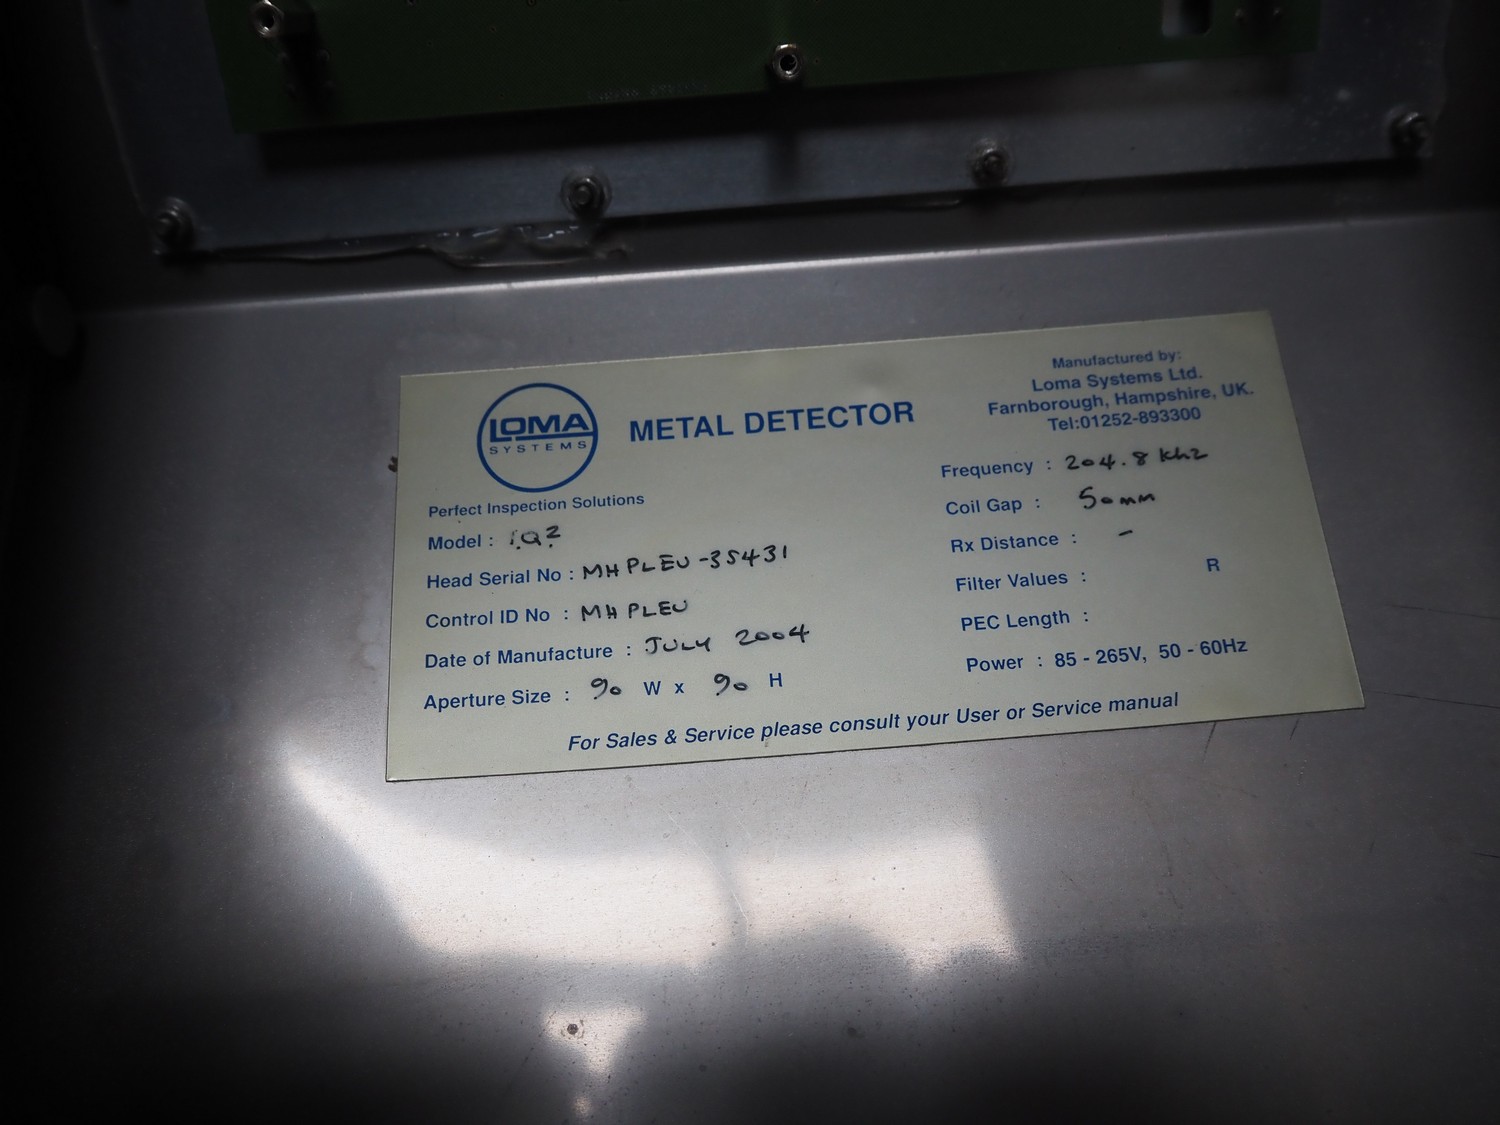 LOMA
SYSTEMS
METAL DETECTOR
Manufactured by:
Loma Systems Ltd.
Farnborough, Hampshire, UK.
Tel:01252-893300
Perfect Inspection Solutions
Model : IQ2
Head Serial No : MHPLEU-35431
Control ID No : MHPLEU
Date of Manufacture : JULY 2004
Aperture Size : 90 W x 90 H
Frequency : 204.8 khz
Coil Gap : 50mm
Rx Distance : -
Filter Values : R
PEC Length :
Power : 85 - 265V, 50 - 60Hz
For Sales & Service please consult your User or Service manual